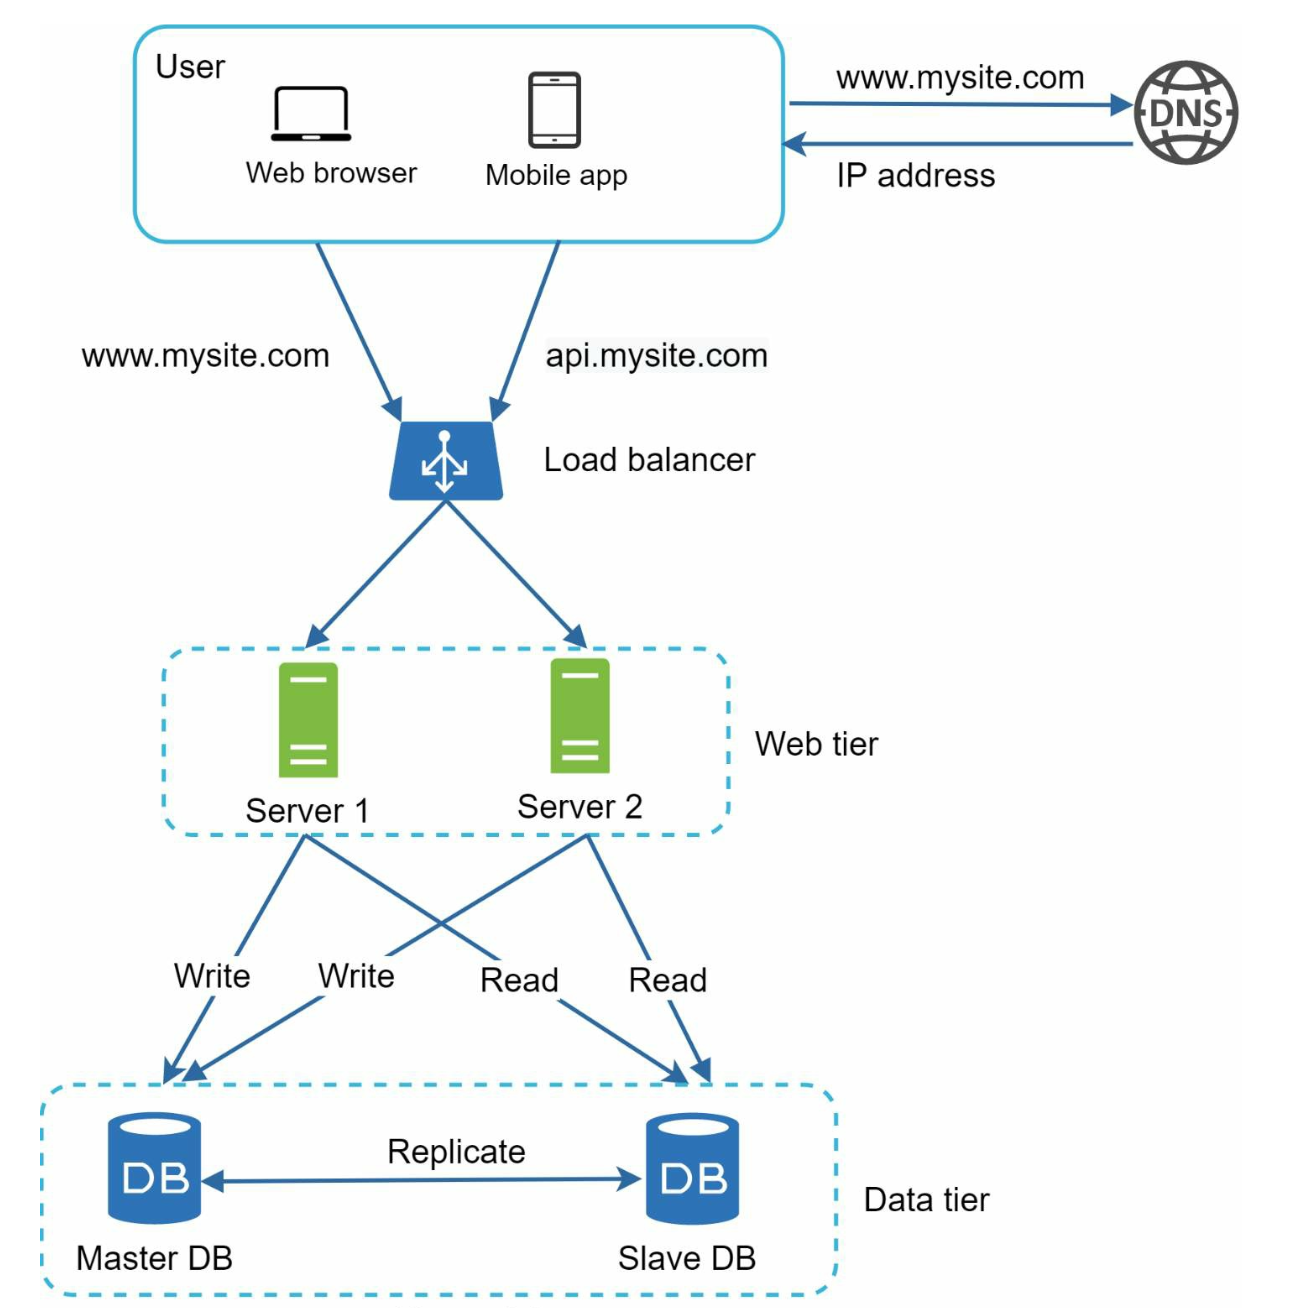 User
Web browser
Mobile app
www.mysite.com
DNS
IP address
www.mysite.com
api.mysite.com
Load balancer
Server 1
Server 2
Web tier
Write
Write
Read
Read
DB
Replicate
DB
Data tier
Master DB
Slave DB